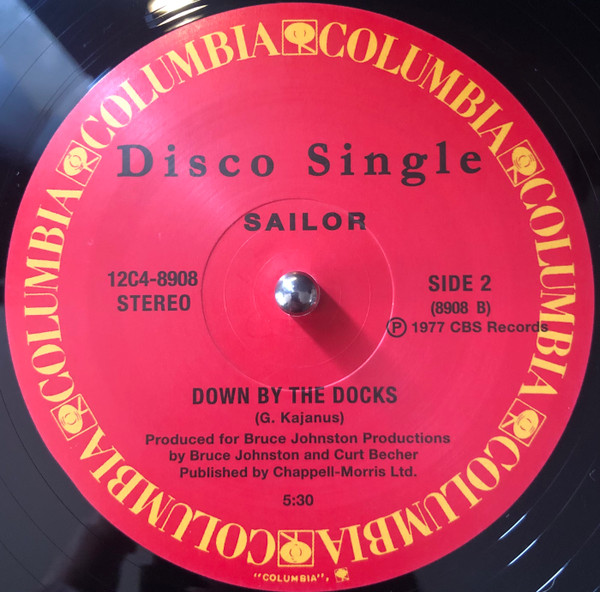 COLUMBIA COLUMBIA COLUMBIA COLUMBIA COLUMBIA COLUMBIA COLUMBIA COLUMBIA COLUMBIA
Disco Single
SAILOR
12C4-8908
STEREO
SIDE 2
(8908 B)
Ⓟ 1977 CBS Records
DOWN BY THE DOCKS
(G. Kajanus)
Produced for Bruce Johnston Productions
by Bruce Johnston and Curt Becher
Published by Chappell-Morris Ltd.
5:30
"COLUMBIA",